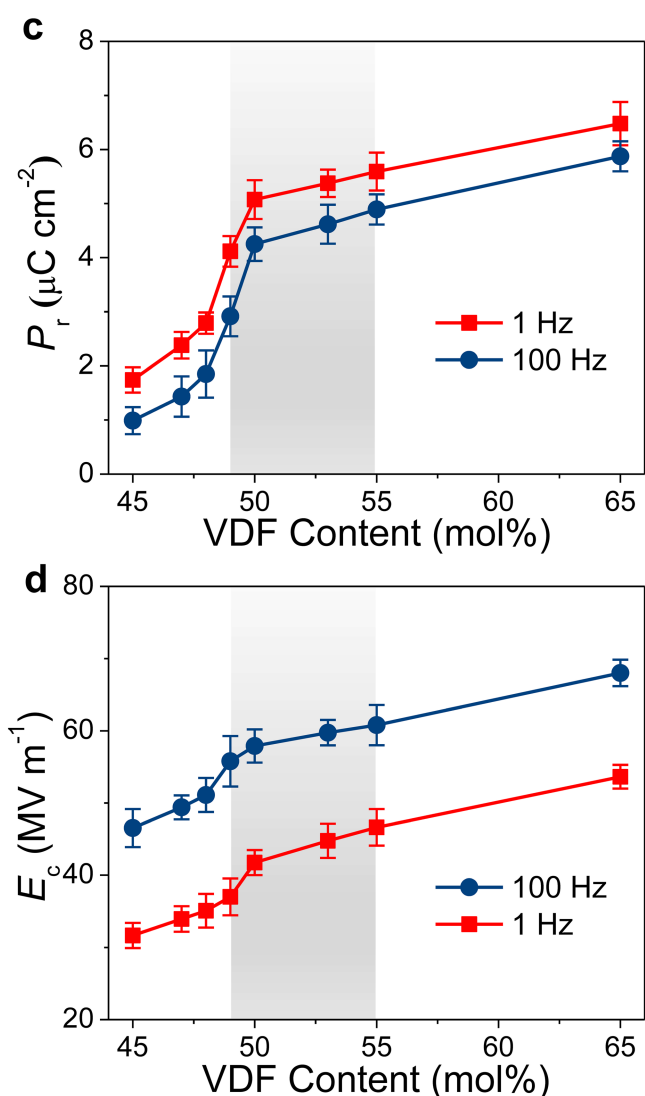 c
8
6
4
2
0
P_r (μC cm⁻²)
1 Hz
100 Hz
45 50 55 60 65
VDF Content (mol%)
d
80
60
40
20
E_c (MV m⁻¹)
100 Hz
1 Hz
45 50 55 60 65
VDF Content (mol%)